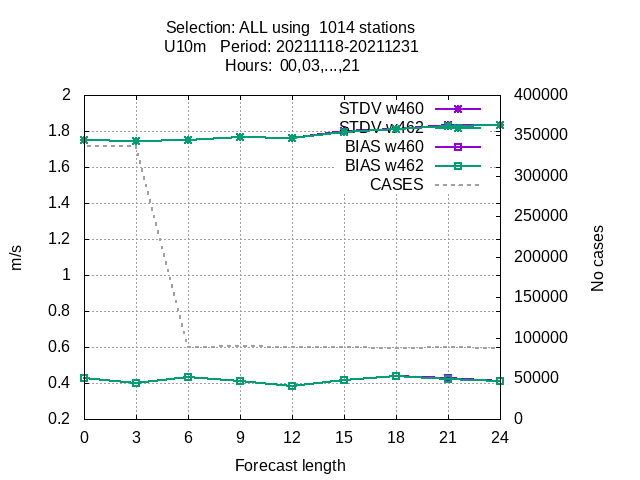 Selection: ALL using  1014 stations
U10m   Period: 20211118-20211231
Hours:  00,03,...,21
2
1.8
1.6
1.4
1.2
1
0.8
0.6
0.4
0.2
m/s
STDV w460
STDV w462
BIAS w460
BIAS w462
CASES
400000
350000
300000
250000
200000
150000
100000
50000
0
No cases
0 3 6 9 12 15 18 21 24
Forecast length